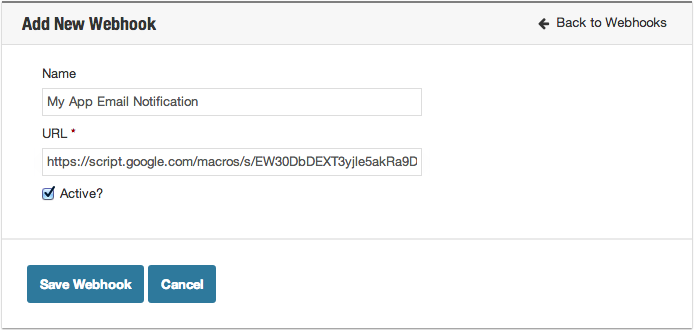 Add New Webhook
Back to Webhooks
Name
My App Email Notification
URL *
https://script.google.com/macros/s/EW30DbDEXT3yjle5akRa9D
Active?
Save Webhook
Cancel